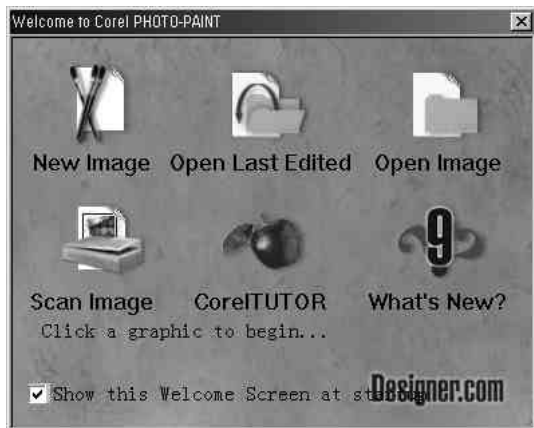 Welcome to Corel PHOTO-PAINT
New Image Open Last Edited Open Image
9
Scan Image CorelTUTOR What's New?
Click a graphic to begin...
Designer.com
Show this Welcome Screen at